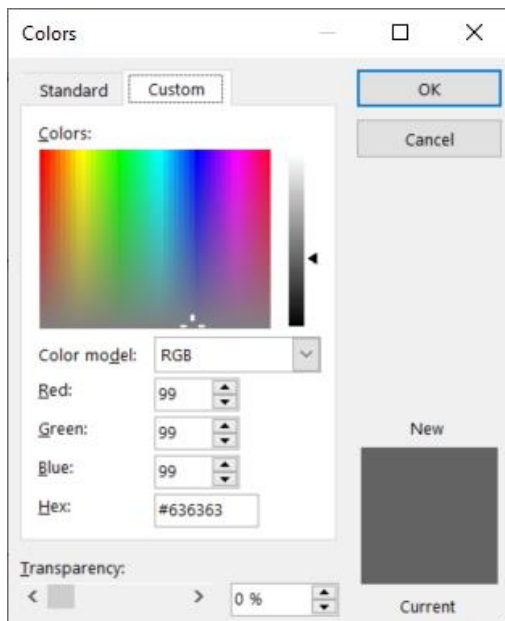 Colors
Standard
Custom
OK
Cancel
Colors:
Color model: RGB
Red: 99
Green: 99
Blue: 99
Hex: #636363
New
Transparency:
0 %
Current